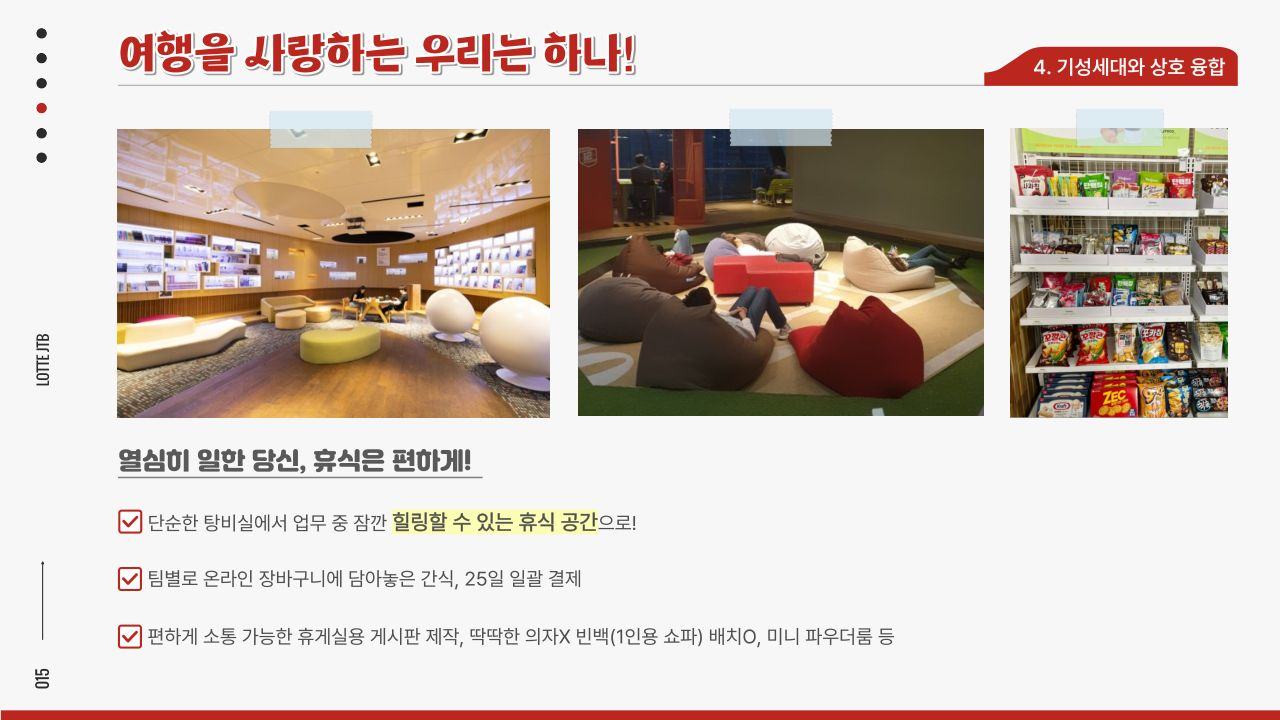 여행을 사랑하는 우리는 하나!
4. 기성세대와 상호 융합
LOTTE JTB
열심히 일한 당신, 휴식은 편하게!
단순한 탕비실에서 업무 중 잠깐 힐링할 수 있는 휴식 공간으로!
팀별로 온라인 장바구니에 담아놓은 간식, 25일 일괄 결제
편하게 소통 가능한 휴게실용 게시판 제작, 딱딱한 의자X 빈백(1인용 쇼파) 배치O, 미니 파우더룸 등
015
ZEC